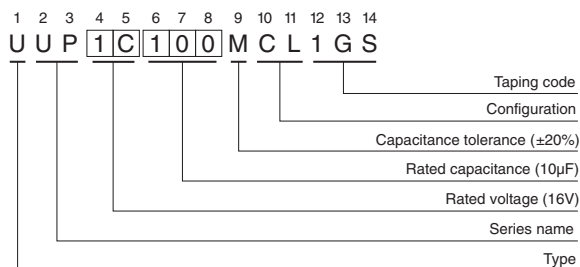 1 2 3 4 5 6 7 8 9 10 11 12 13 14
U U P 1 C 1 0 0 M C L 1 G S
Taping code
Configuration
Capacitance tolerance (±20%)
Rated capacitance (10µF)
Rated voltage (16V)
Series name
Type